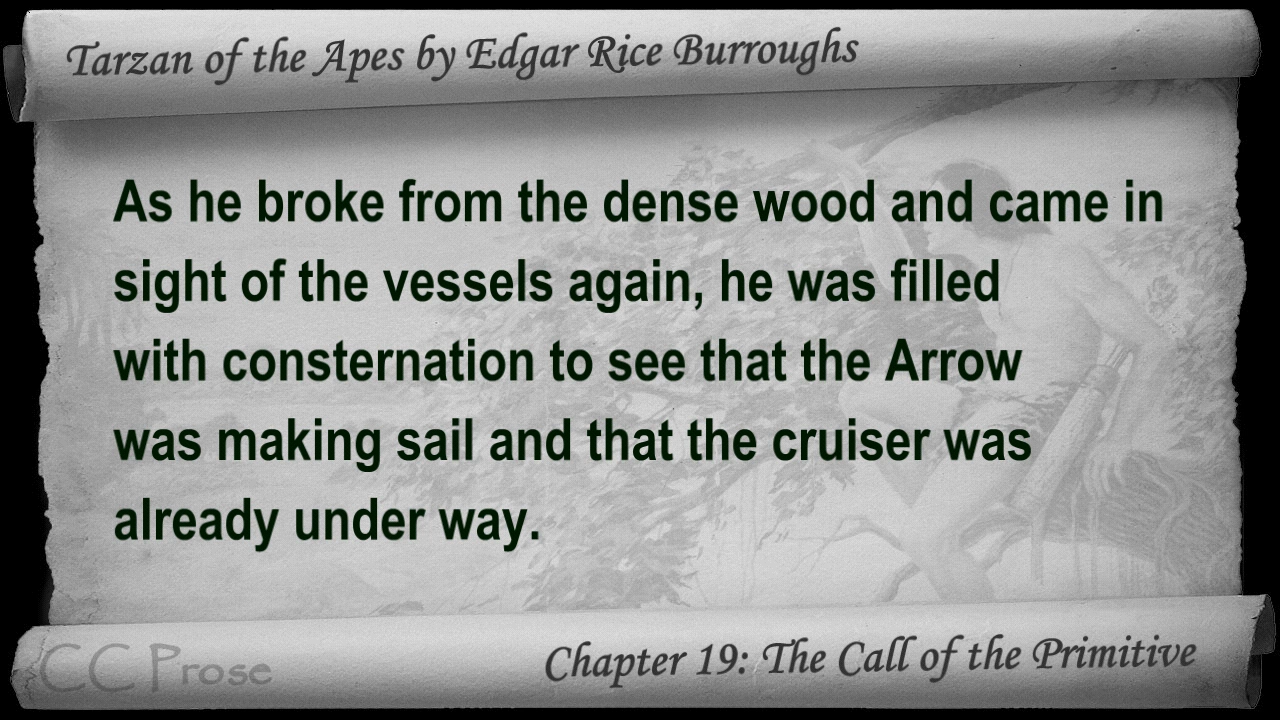 Tarzan of the Apes by Edgar Rice Burroughs
As he broke from the dense wood and came in
sight of the vessels again, he was filled
with consternation to see that the Arrow
was making sail and that the cruiser was
already under way.
CC Prose
Chapter 19: The Call of the Primitive